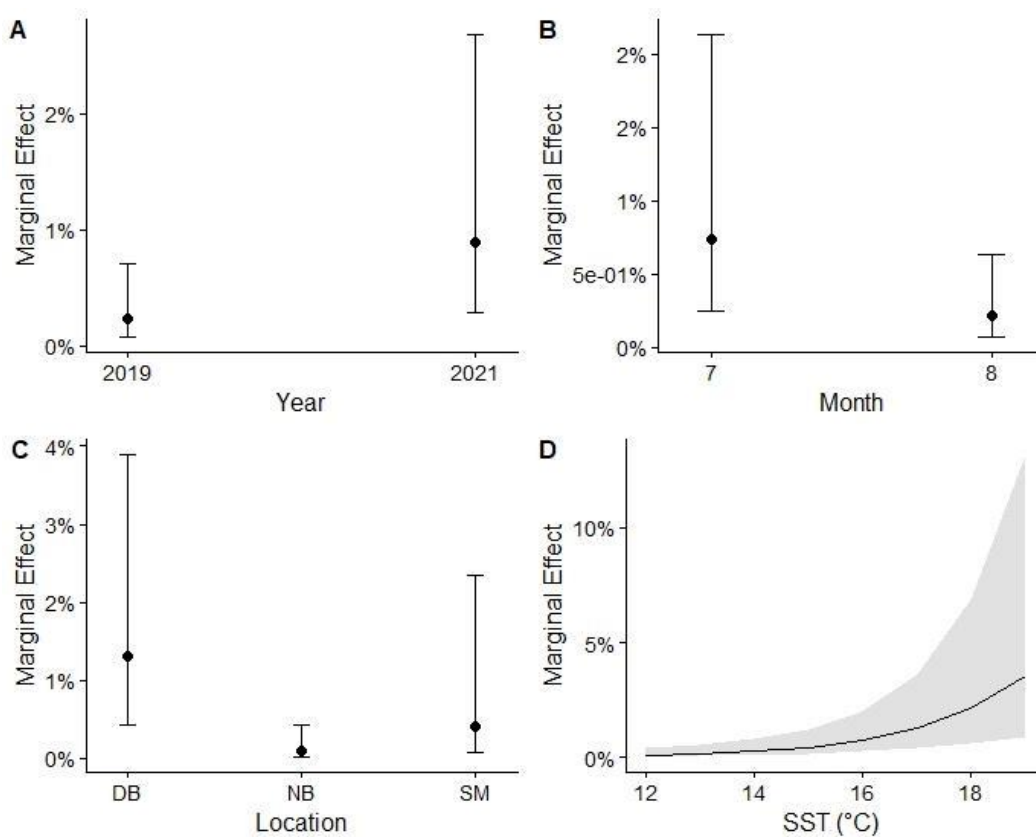 A
Marginal Effect
2%
1%
0%
2019
2021
Year
B
Marginal Effect
2%
2%
1%
5e-01%
0%
7
8
Month
C
Marginal Effect
4%
3%
2%
1%
0%
DB
NB
SM
Location
D
Marginal Effect
10%
5%
0%
12
14
16
18
SST (°C)